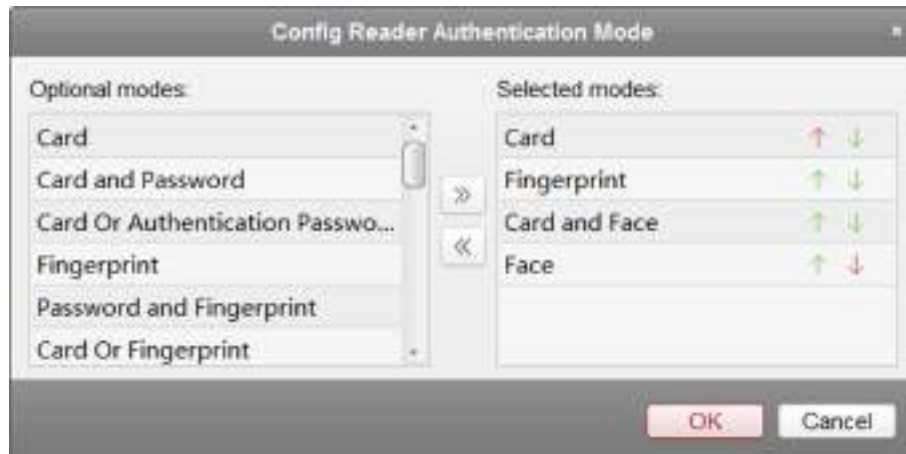 Config Reader Authentication Mode
Optional modes:
Card
Card and Password
Card Or Authentication Passwo...
Fingerprint
Password and Fingerprint
Card Or Fingerprint
Selected modes:
Card
Fingerprint
Card and Face
Face
OK
Cancel